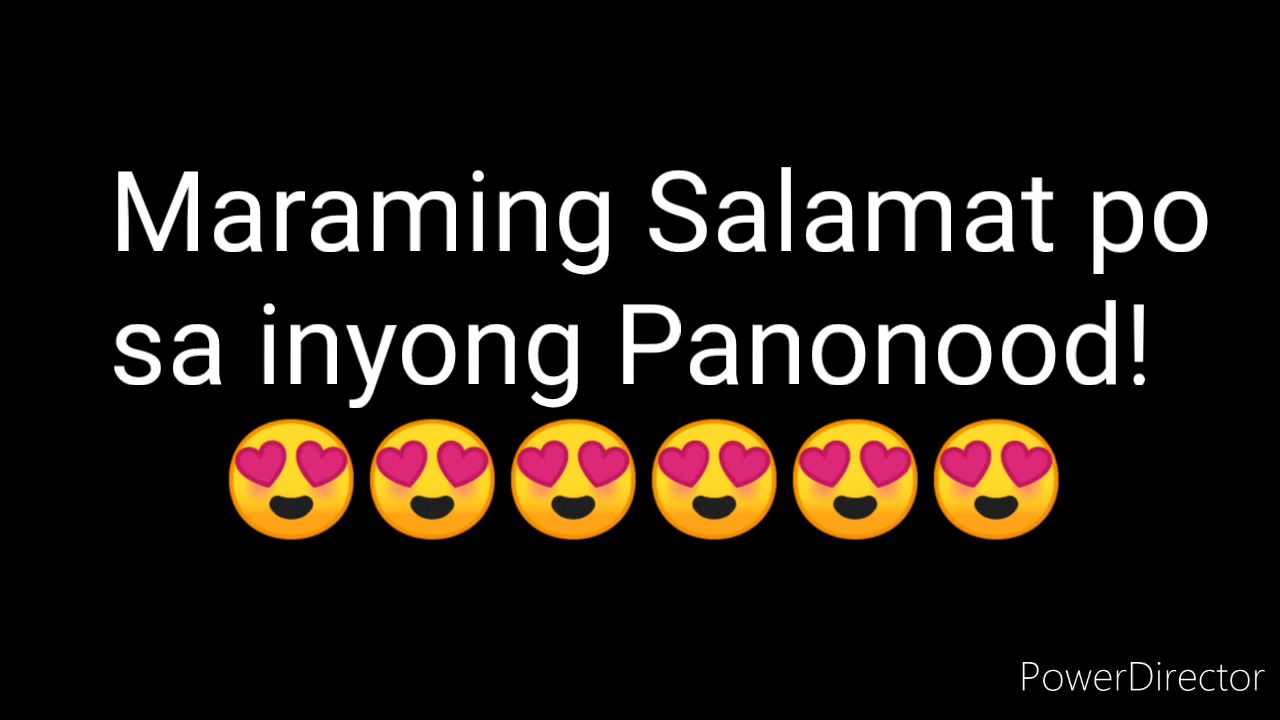 Maraming Salamat po
sa inyong Panonood!
😍😍😍😍😍😍
PowerDirector